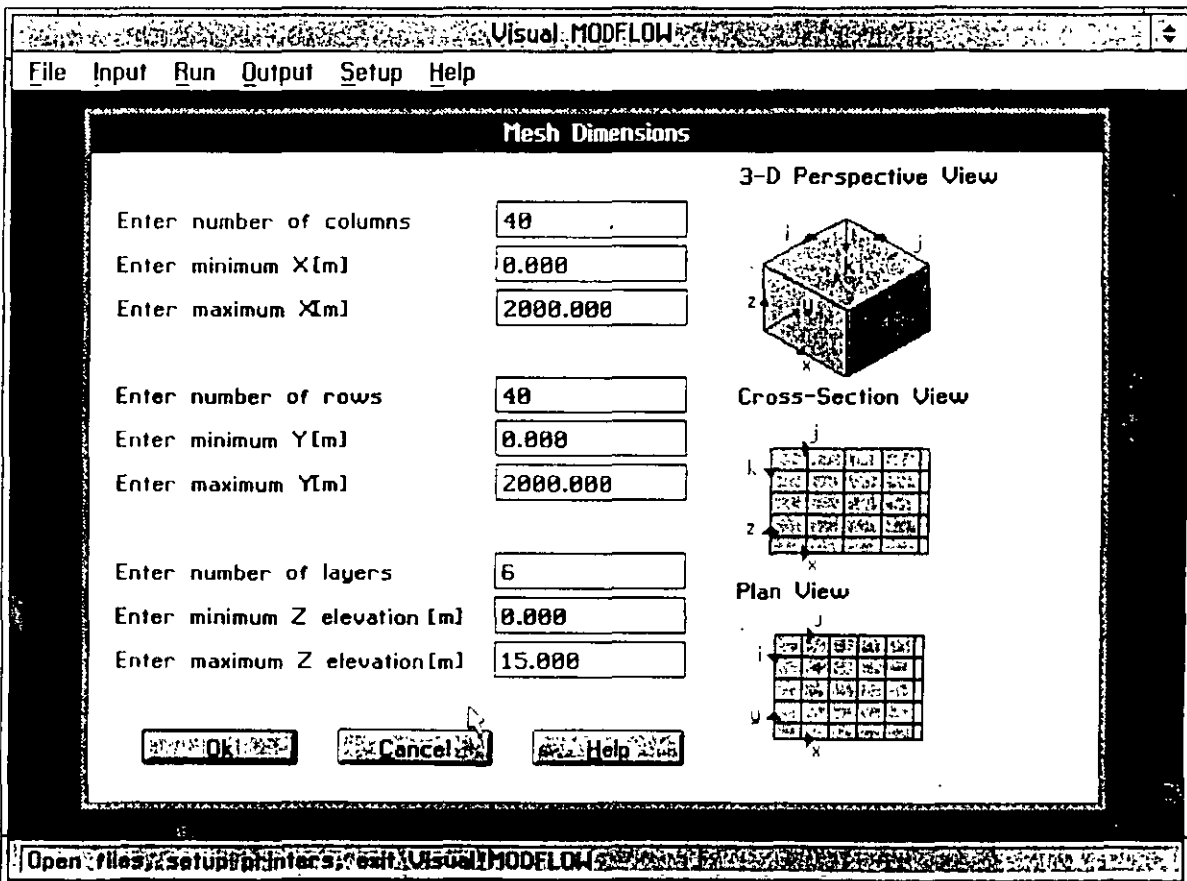 Visual MODFLOW
File Input Run Output Setup Help
Mesh Dimensions
3-D Perspective View
Enter number of columns 40
Enter minimum X[m] 0.000
Enter maximum X[m] 2000.000
i j
k
z y
x
Enter number of rows 40
Enter minimum Y[m] 0.000
Enter maximum Y[m] 2000.000
Cross-Section View
j
k
z
x
Enter number of layers 6
Enter minimum Z elevation [m] 0.000
Enter maximum Z elevation [m] 15.000
Plan View
j
i
y
x
Ok Cancel Help
Open files, setup printers, exit Visual MODFLOW